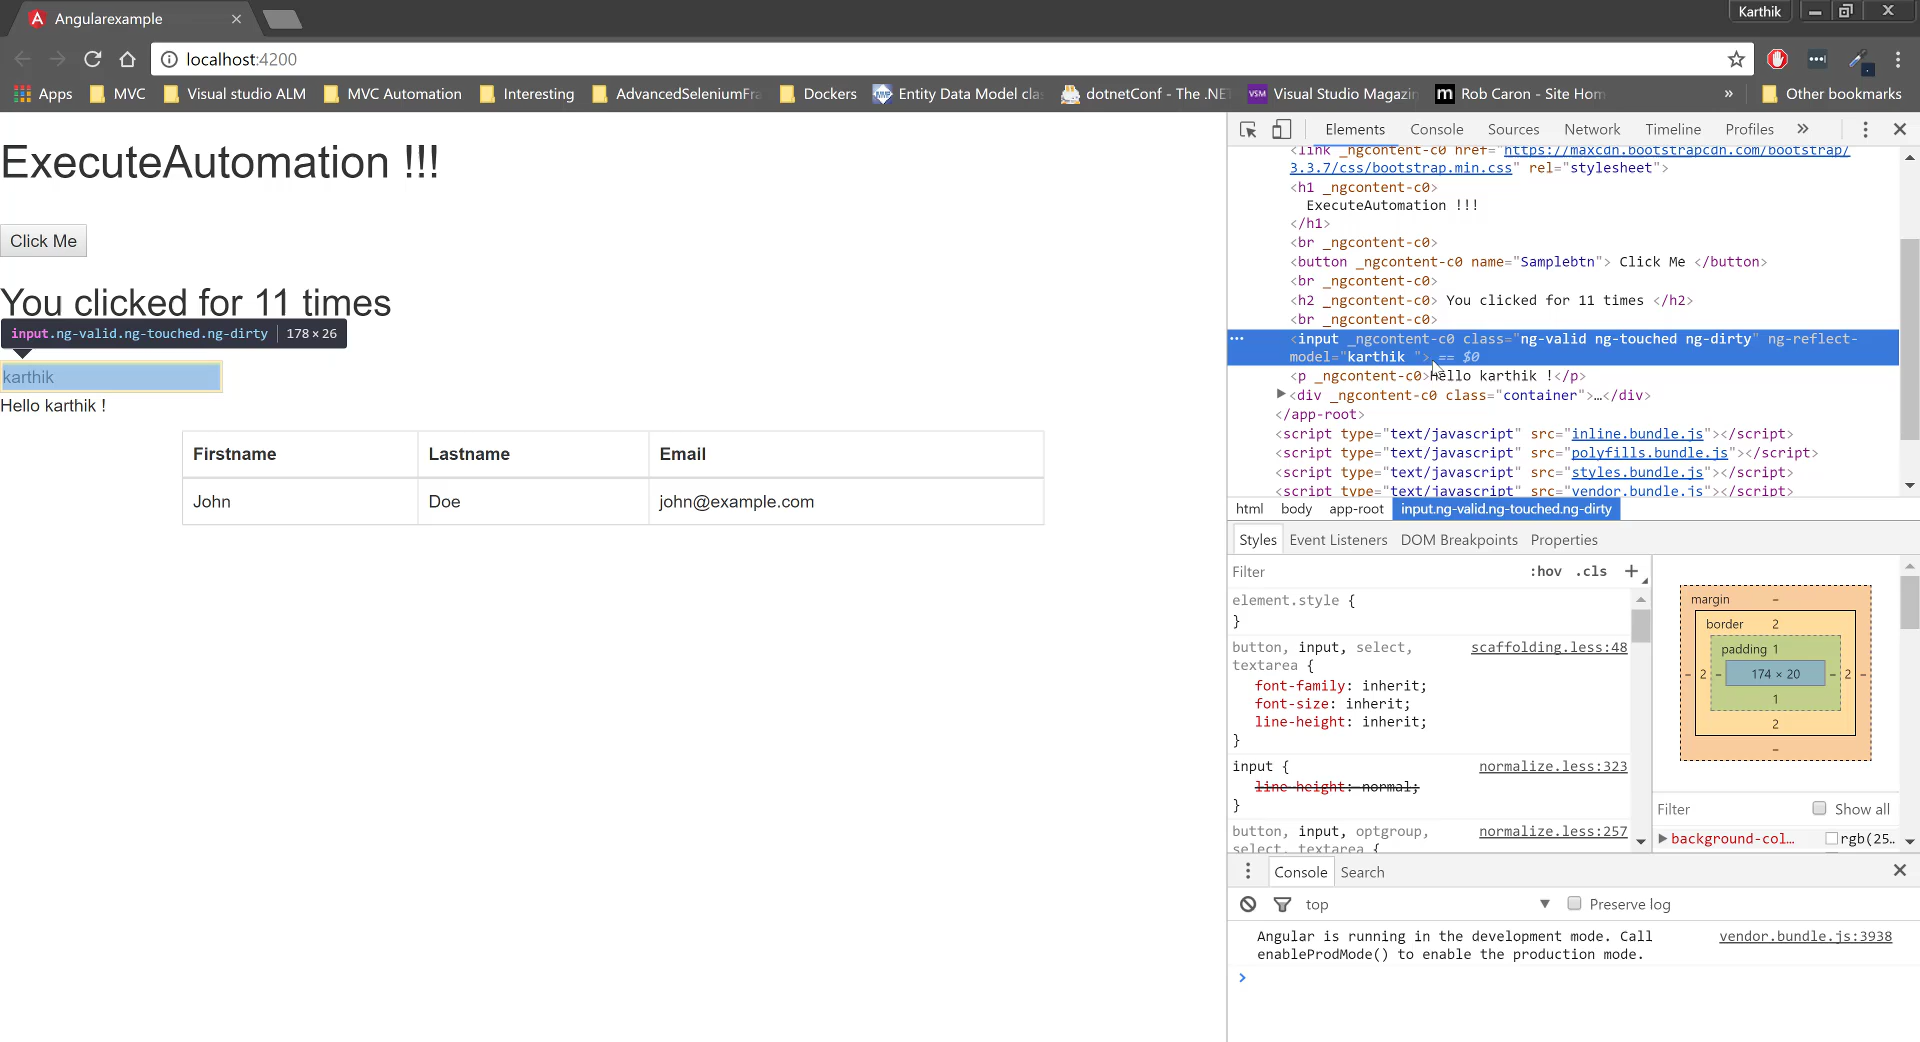 Angularexample
Karthik
localhost:4200
Apps MVC Visual studio ALM MVC Automation Interesting AdvancedSeleniumFra Dockers Entity Data Model cla dotnetConf - The .NE VSM Visual Studio Magazin m Rob Caron - Site Hom » Other bookmarks
ExecuteAutomation !!!
Click Me
You clicked for 11 times
input.ng-valid.ng-touched.ng-dirty 178 × 26
karthik
Hello karthik !
Firstname Lastname Email
John Doe john@example.com
Elements Console Sources Network Timeline Profiles »
<link _ngcontent-c0 href="https://maxcdn.bootstrapcdn.com/bootstrap/
3.3.7/css/bootstrap.min.css" rel="stylesheet">
<h1 _ngcontent-c0>
ExecuteAutomation !!!
</h1>
<br _ngcontent-c0>
<button _ngcontent-c0 name="Samplebtn"> Click Me </button>
<br _ngcontent-c0>
<h2 _ngcontent-c0> You clicked for 11 times </h2>
<br _ngcontent-c0>
<input _ngcontent-c0 class="ng-valid ng-touched ng-dirty" ng-reflect-
model="karthik "> == $0
<p _ngcontent-c0>Hello karthik !</p>
<div _ngcontent-c0 class="container">…</div>
</app-root>
<script type="text/javascript" src="inline.bundle.js"></script>
<script type="text/javascript" src="polyfills.bundle.js"></script>
<script type="text/javascript" src="styles.bundle.js"></script>
<script type="text/javascript" src="vendor.bundle.js"></script>
html body app-root input.ng-valid.ng-touched.ng-dirty
Styles Event Listeners DOM Breakpoints Properties
Filter :hov .cls +
element.style {
}
button, input, select, scaffolding.less:48
textarea {
font-family: inherit;
font-size: inherit;
line-height: inherit;
}
input { normalize.less:323
line-height: normal;
}
button, input, optgroup, normalize.less:257
select, textarea {
margin –
border 2
padding 1
– 2 – 174 × 20 – 2 –
1
2
–
Filter Show all
background-col… rgb(25…
Console Search
top Preserve log
Angular is running in the development mode. Call vendor.bundle.js:3938
enableProdMode() to enable the production mode.